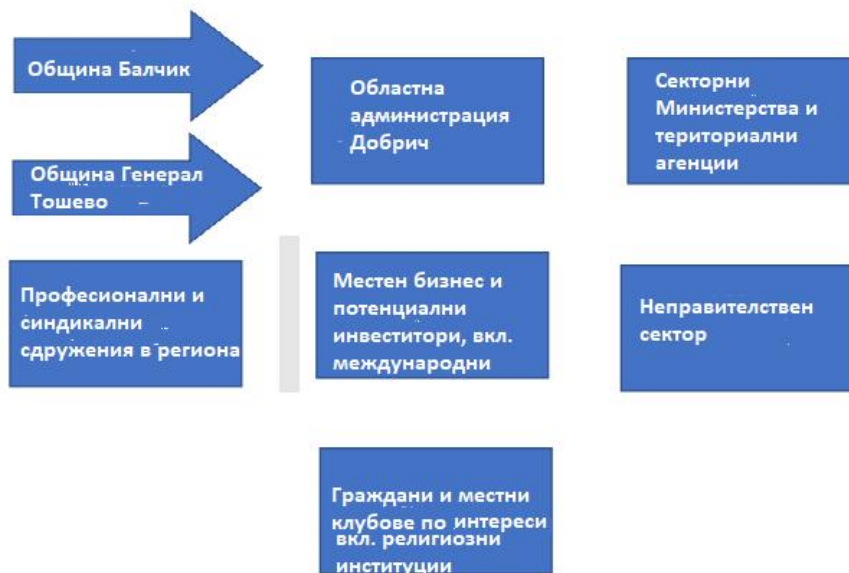 Община Балчик
Областна
администрация
Добрич
Секторни
Министерства и
териториални
агенции
Община Генерал
Тошево
Професионални и
синдикални
сдружения в региона
Местен бизнес и
потенциални
инвеститори, вкл.
международни
Неправителствен
сектор
Граждани и местни
клубове по интереси
вкл. религиозни
институции